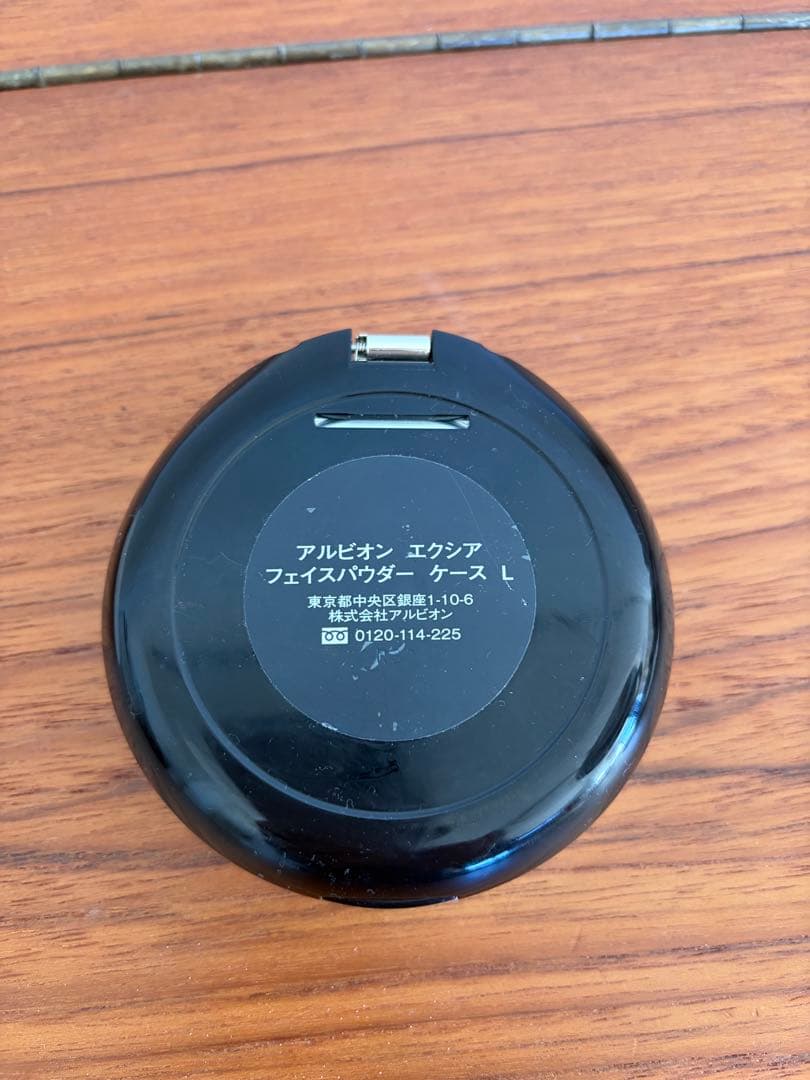 アルビオン エクシア
フェイスパウダー ケース L
東京都中央区銀座1-10-6
株式会社アルビオン
0120-114-225